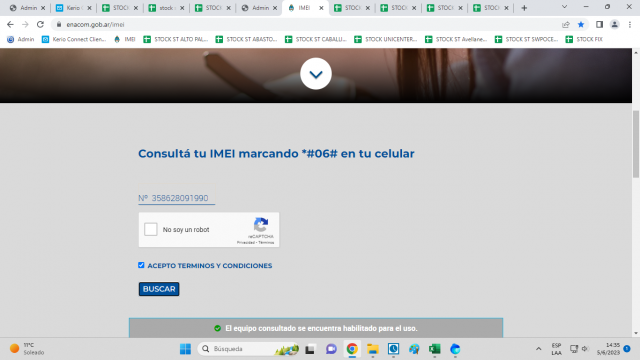 Admin
Kerio C
STOCK
stock
STOCK
Admin
IMEI
STOCK
STOCK
STOCK
STOCK
enacom.gob.ar/imei
Admin
Kerio Connect Clien...
IMEI
STOCK ST ALTO PAL...
STOCK ST ABASTO...
STOCK ST CABALLI...
STOCK UNICENTER...
STOCK ST Avellane...
STOCK ST SWPOCE...
STOCK FIX
Consultá tu IMEI marcando *#06# en tu celular
Nº 358628091990
No soy un robot
reCAPTCHA
Privacidad - Términos
ACEPTO TERMINOS Y CONDICIONES
BUSCAR
El equipo consultado se encuentra habilitado para el uso.
11°C
Soleado
Búsqueda
ESP
LAA
14:35
5/6/2023